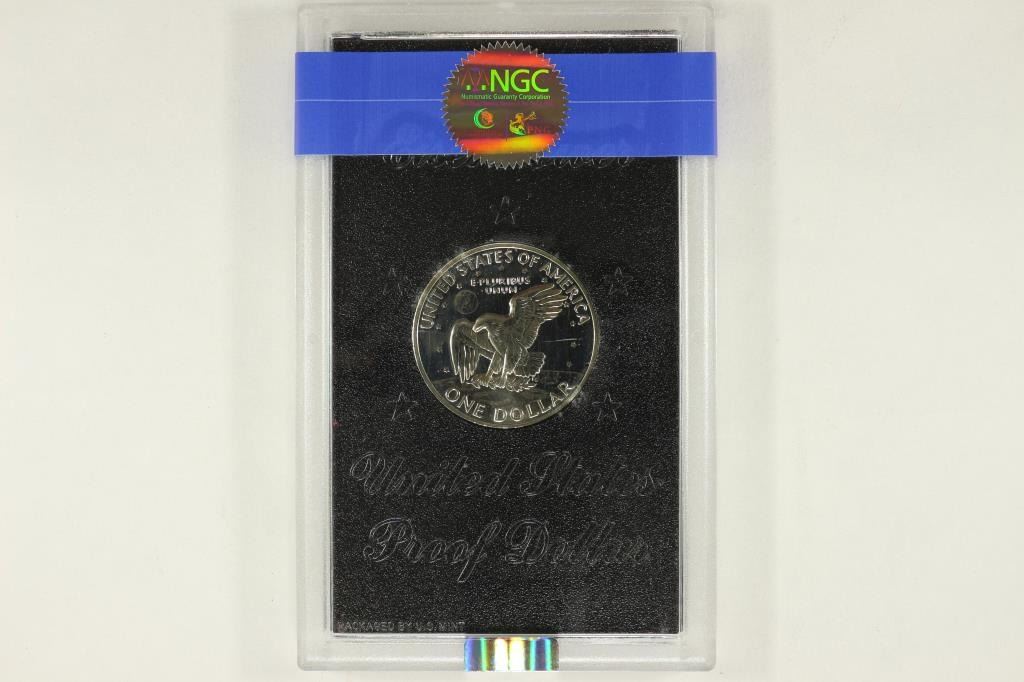 NGC
Numismatic Guaranty Corporation
PNG
UNITED STATES OF AMERICA
E·PLURIBUS
UNUM
ONE DOLLAR
United States
Proof Dollar
PACKAGED BY U.S. MINT